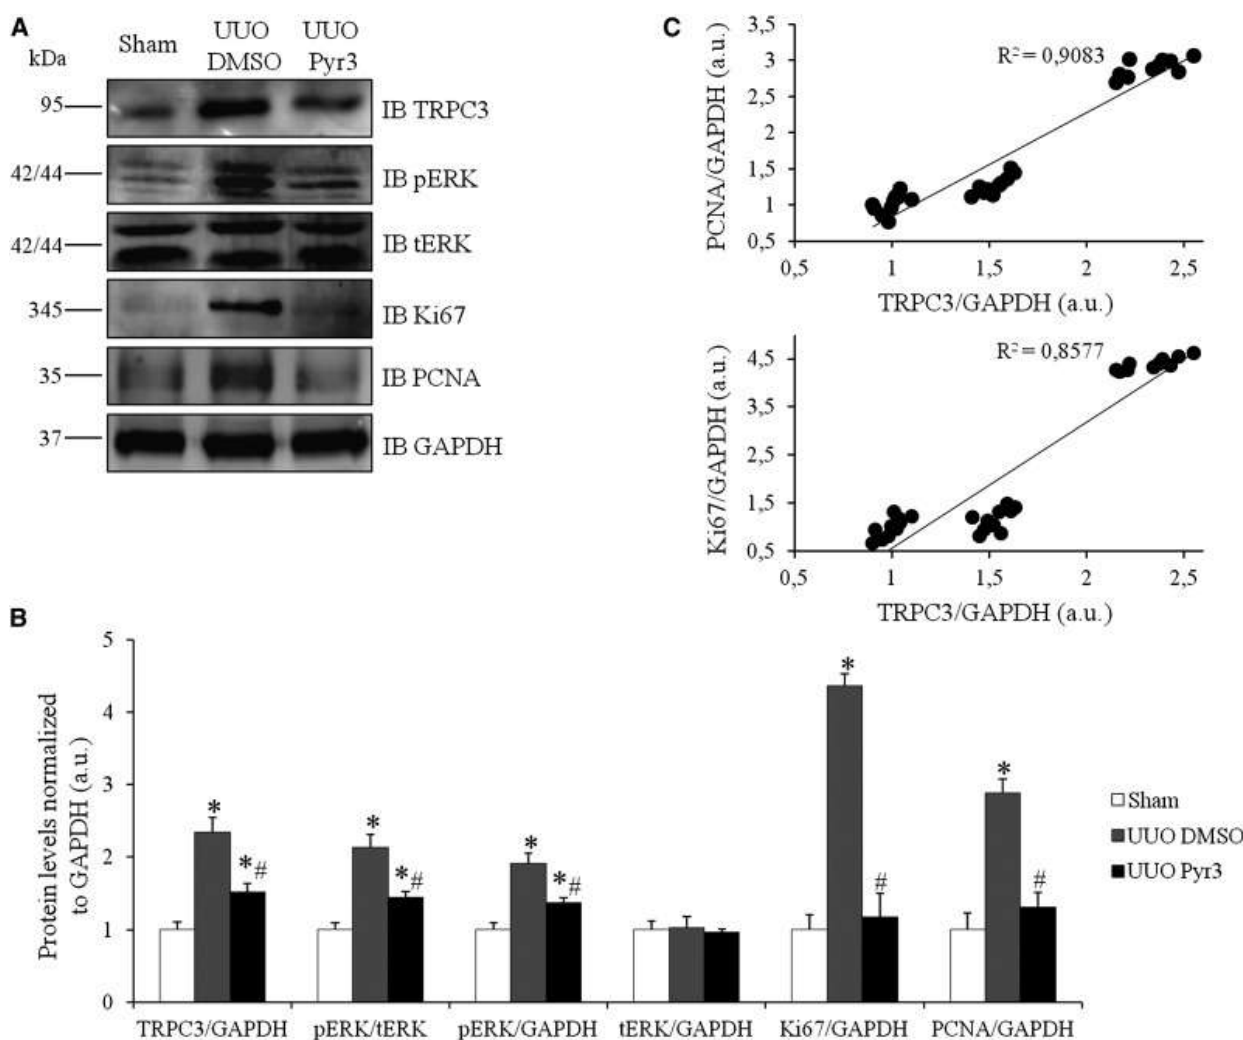 A
kDa
Sham
UUO
DMSO
UUO
Pyr3
95
IB TRPC3
42/44
IB pERK
42/44
IB tERK
345
IB Ki67
35
IB PCNA
37
IB GAPDH
C
PCNA/GAPDH (a.u.)
3,5
3
2,5
2
1,5
1
0,5
R² = 0,9083
0,5 1 1,5 2 2,5
TRPC3/GAPDH (a.u.)
Ki67/GAPDH (a.u.)
4,5
3,5
2,5
1,5
0,5
R² = 0,8577
0,5 1 1,5 2 2,5
TRPC3/GAPDH (a.u.)
B
Protein levels normalized
to GAPDH (a.u.)
5
4
3
2
1
0
* *# * *# * *# * # * #
TRPC3/GAPDH pERK/tERK pERK/GAPDH tERK/GAPDH Ki67/GAPDH PCNA/GAPDH
Sham
UUO DMSO
UUO Pyr3